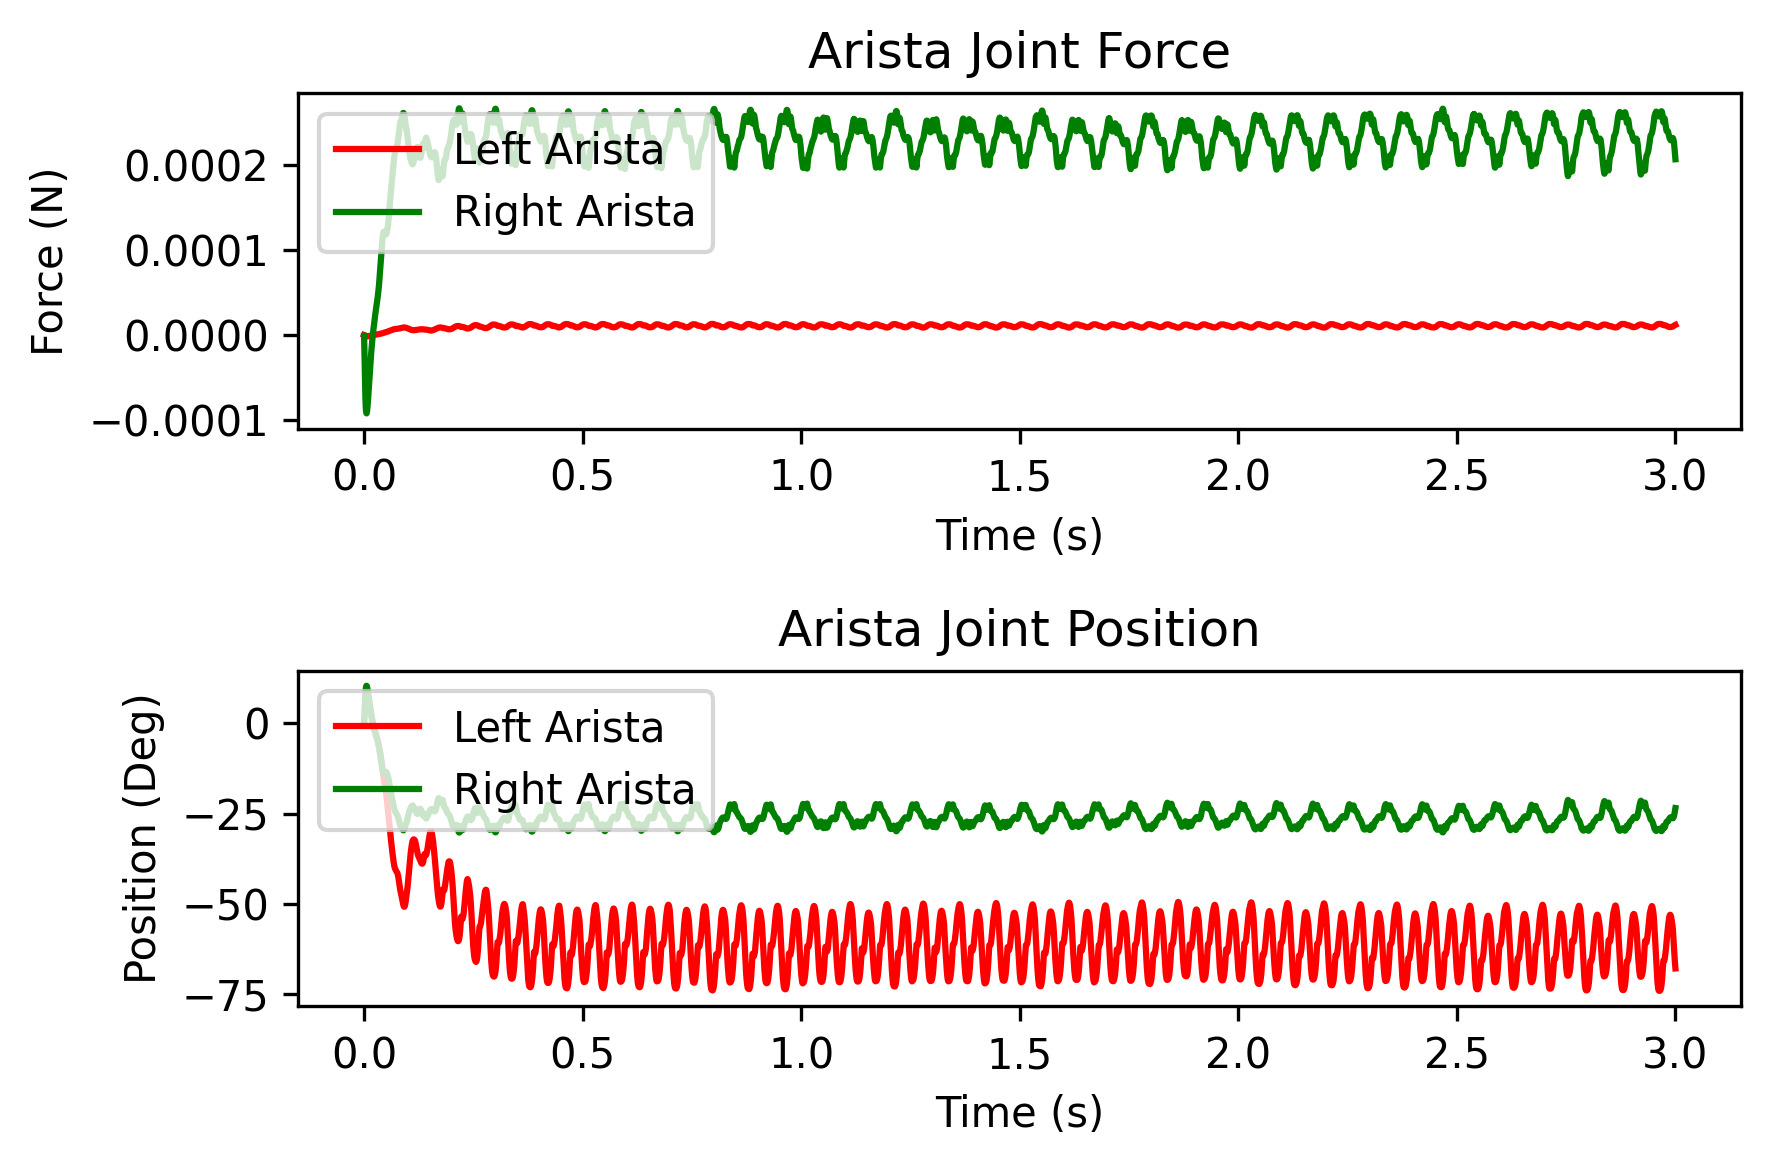 Arista Joint Force
Force (N)
0.0002
0.0001
0.0000
−0.0001
Left Arista
Right Arista
0.0 0.5 1.0 1.5 2.0 2.5 3.0
Time (s)
Arista Joint Position
Position (Deg)
0
−25
−50
−75
Left Arista
Right Arista
0.0 0.5 1.0 1.5 2.0 2.5 3.0
Time (s)